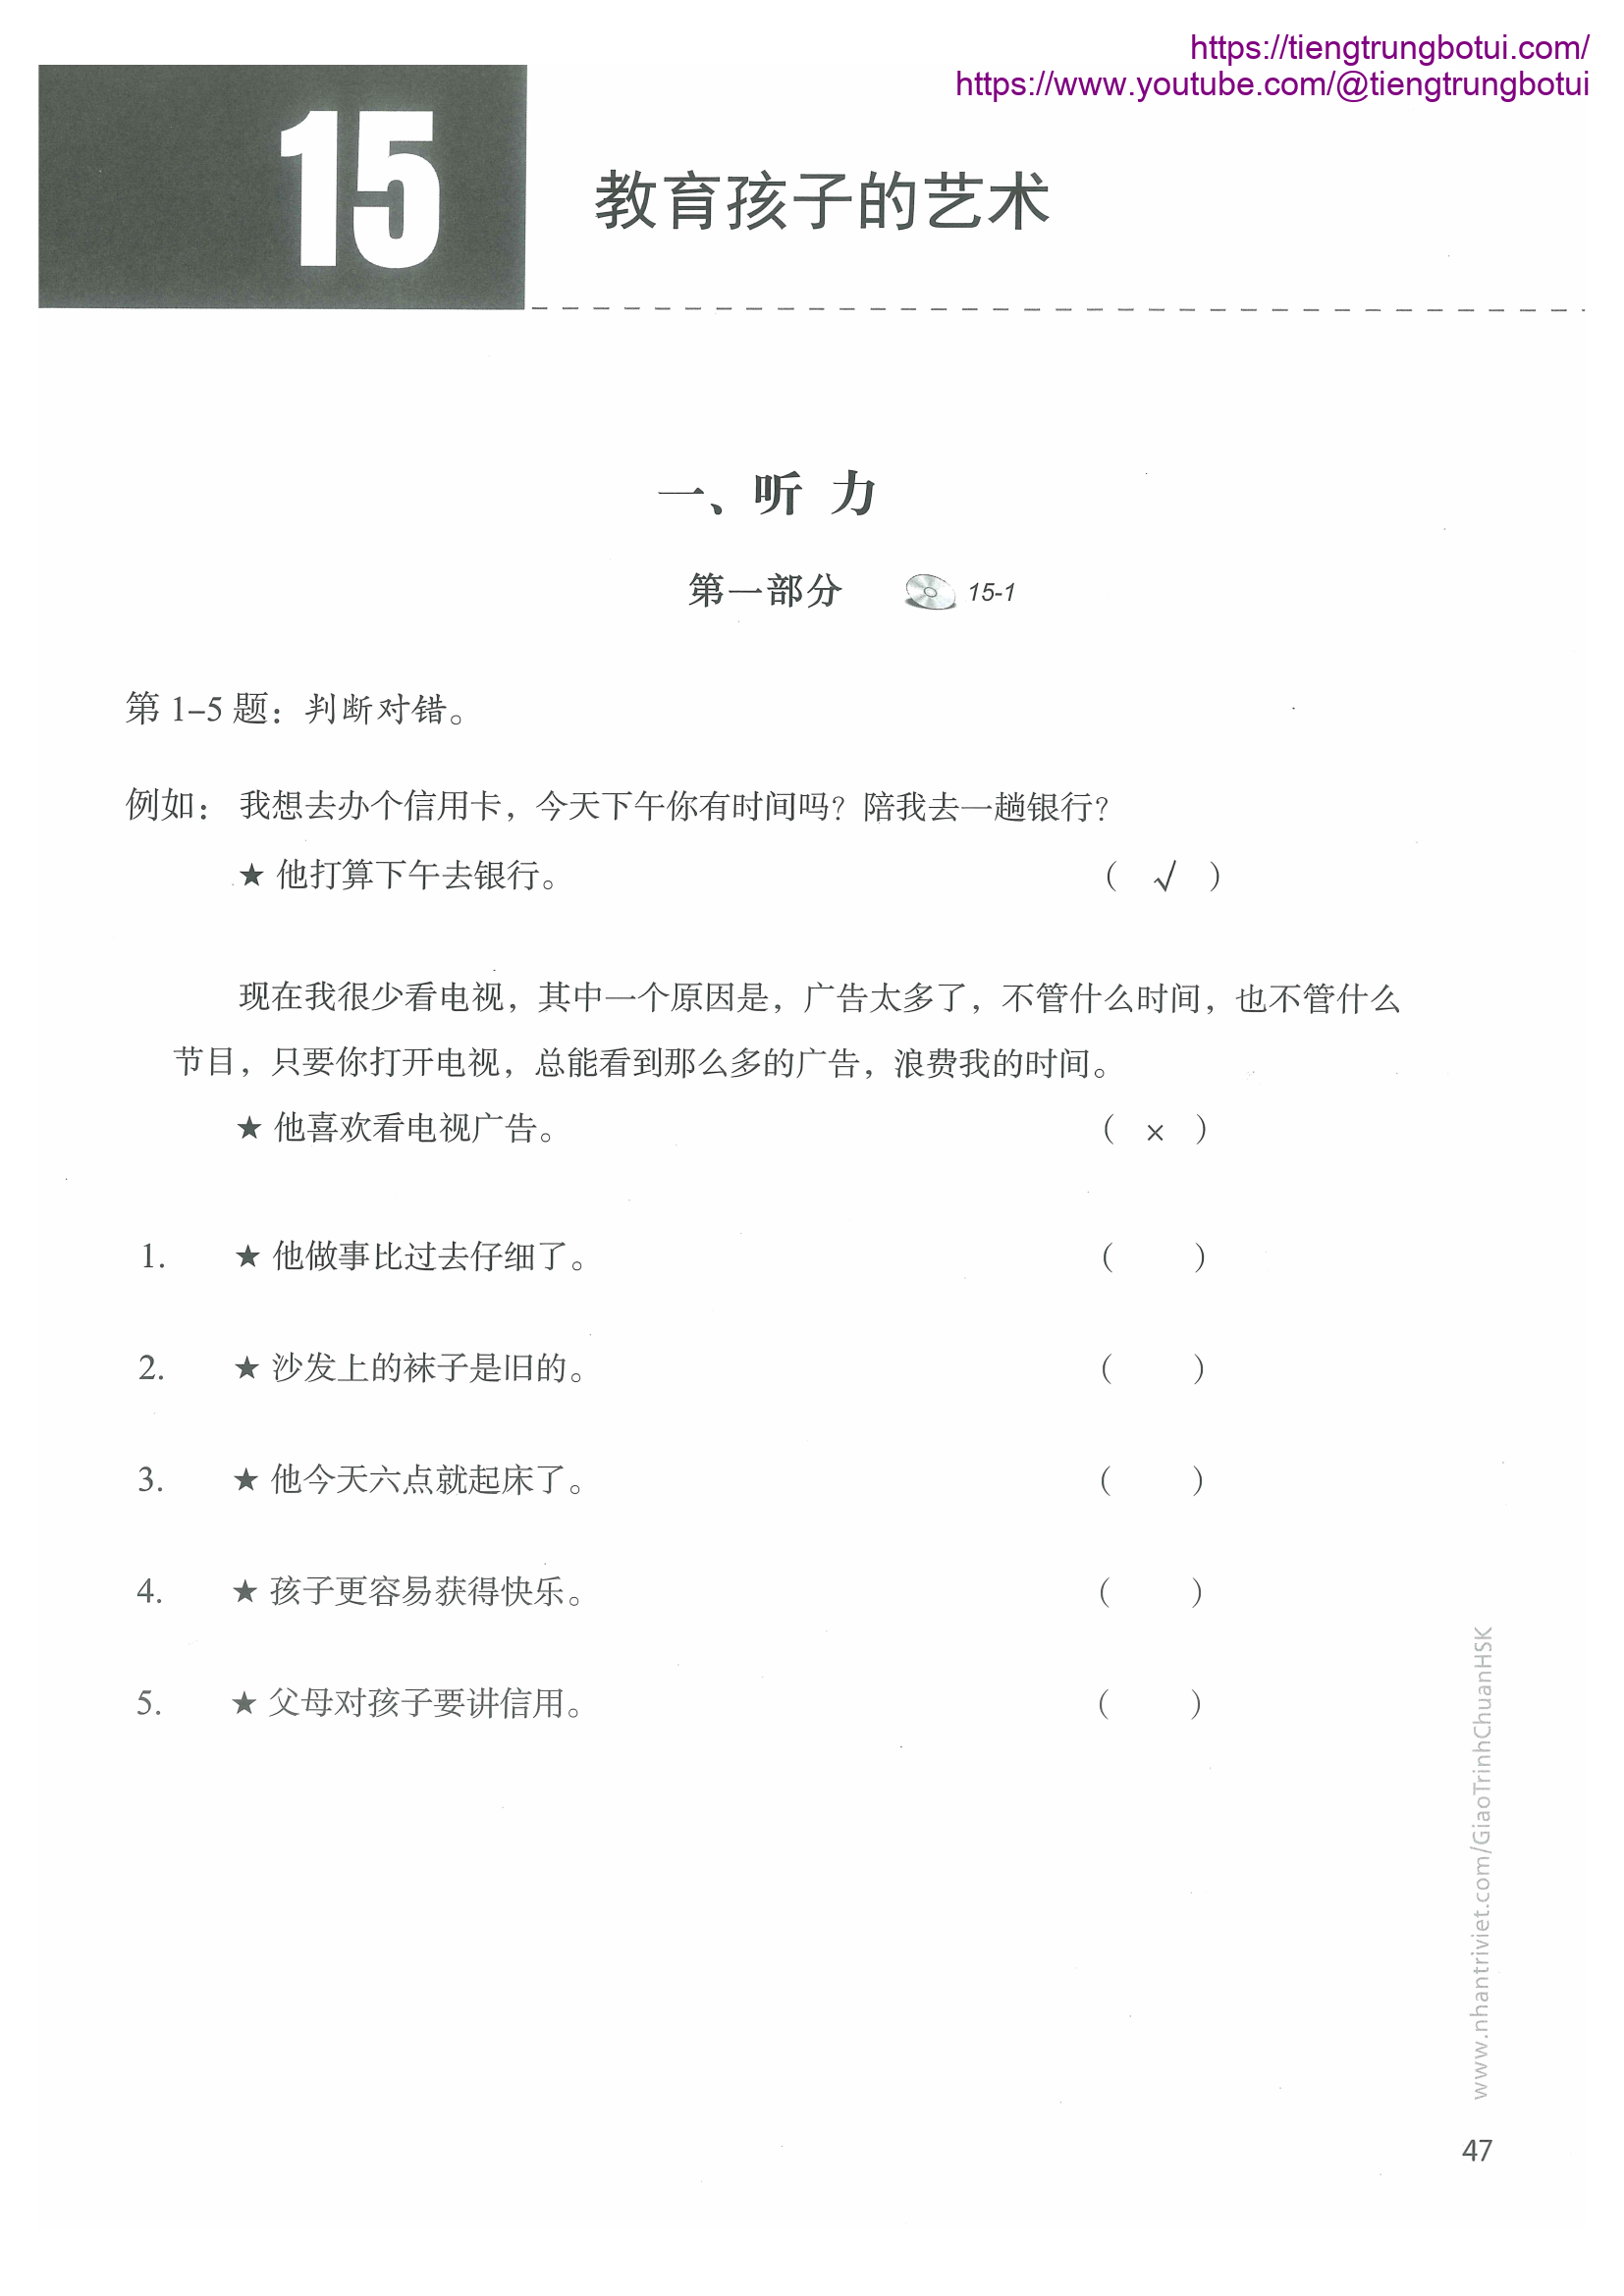 https://tiengtrungbotui.com/
https://www.youtube.com/@tiengtrungbotui
15
教育孩子的艺术
一、听 力
第一部分 15-1
第 1–5 题：判断对错。
例如： 我想去办个信用卡，今天下午你有时间吗？陪我去一趟银行？
★ 他打算下午去银行。 （ √ ）
现在我很少看电视，其中一个原因是，广告太多了，不管什么时间，也不管什么
节目，只要你打开电视，总能看到那么多的广告，浪费我的时间。
★ 他喜欢看电视广告。 （ × ）
1. ★ 他做事比过去仔细了。 （ ）
2. ★ 沙发上的袜子是旧的。 （ ）
3. ★ 他今天六点就起床了。 （ ）
4. ★ 孩子更容易获得快乐。 （ ）
5. ★ 父母对孩子要讲信用。 （ ）
www.nhantriviet.com/GiaoTrinhChuanHSK
47